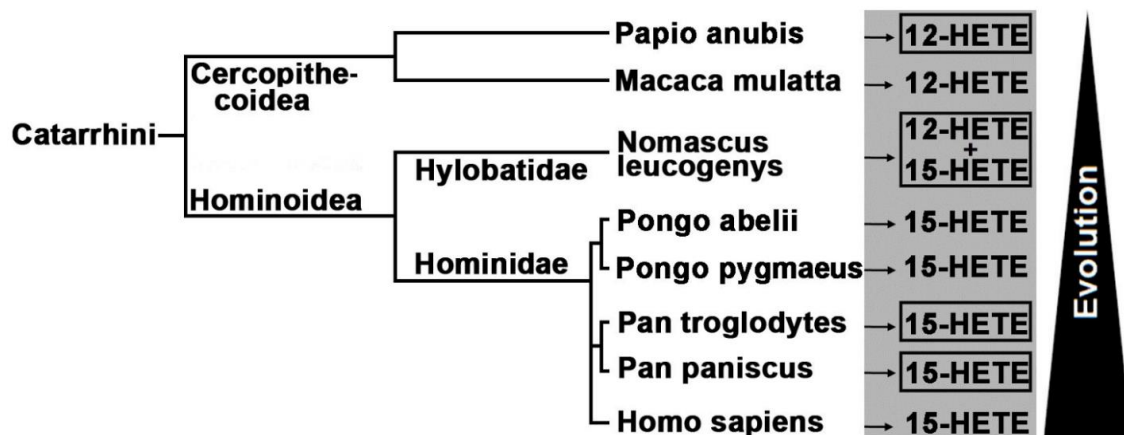 Papio anubis
12-HETE
Cercopithe-
coidea
Macaca mulatta
12-HETE
Catarrhini
Nomascus
leucogenys
12-HETE
+
15-HETE
Hylobatidae
Hominoidea
Pongo abelii
15-HETE
Hominidae
Pongo pygmaeus
15-HETE
Pan troglodytes
15-HETE
Pan paniscus
15-HETE
Homo sapiens
15-HETE
Evolution